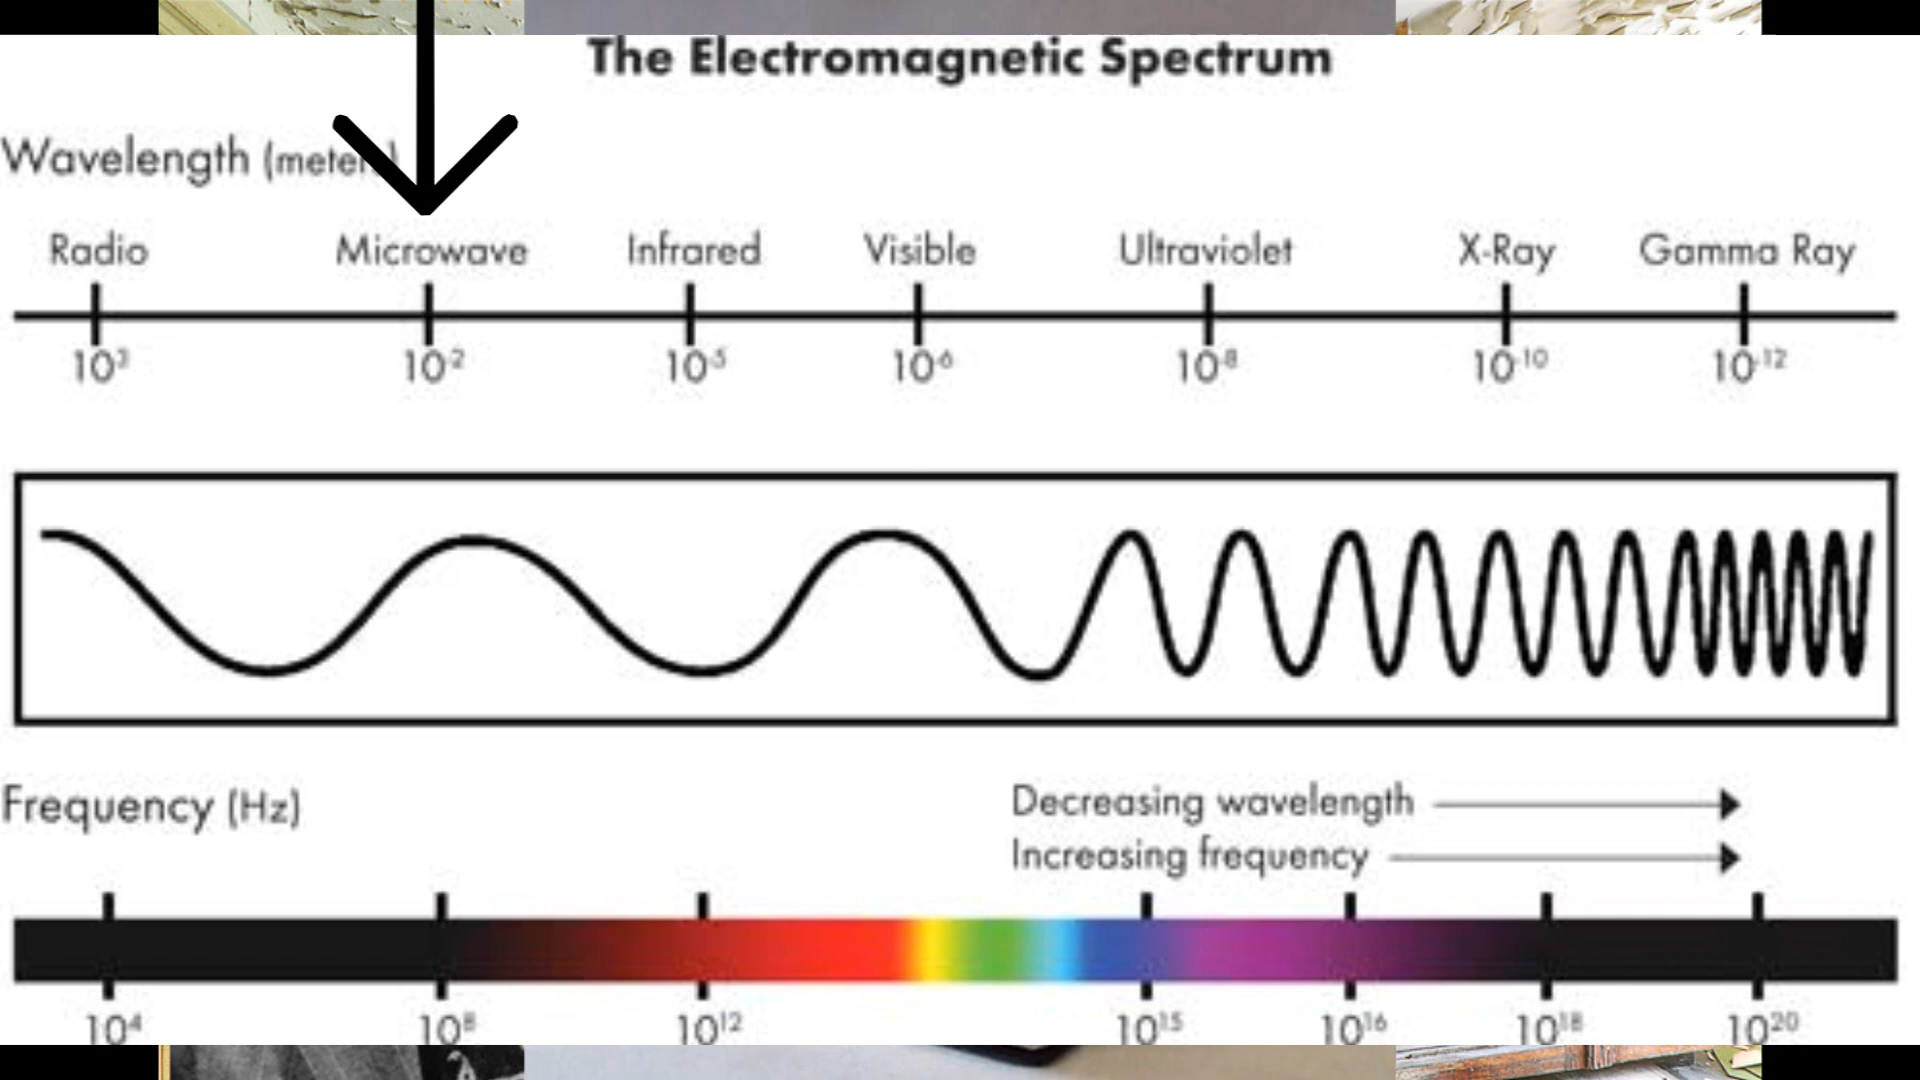 The Electromagnetic Spectrum
Wavelength (meter)
Radio Microwave Infrared Visible Ultraviolet X-Ray Gamma Ray
10³ 10⁻² 10⁻⁵ 10⁻⁶ 10⁻⁸ 10⁻¹⁰ 10⁻¹²
Frequency (Hz)
Decreasing wavelength
Increasing frequency
10⁴ 10⁸ 10¹² 10¹⁵ 10¹⁶ 10¹⁸ 10²⁰